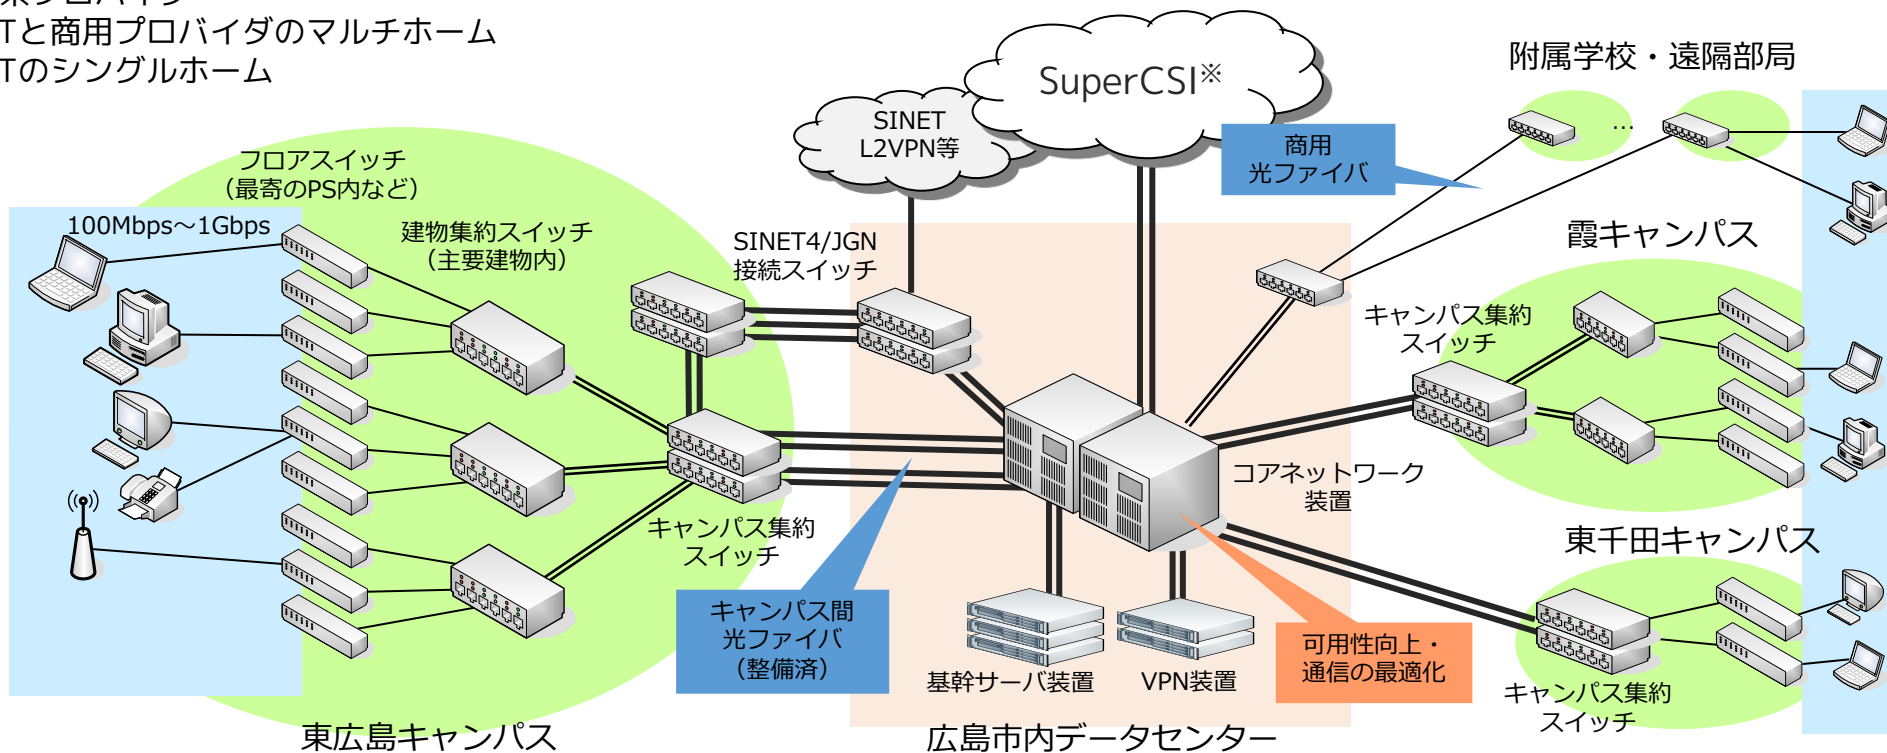 Tと商用プロバイダのマルチホーム
Tのシングルホーム
SuperCSI※
SINET
L2VPN等
商用
光ファイバ
附属学校・遠隔部局
…
フロアスイッチ
（最寄のPS内など）
100Mbps～1Gbps
建物集約スイッチ
（主要建物内）
SINET4/JGN
接続スイッチ
霞キャンパス
キャンパス集約
スイッチ
コアネットワーク
装置
キャンパス集約
スイッチ
東千田キャンパス
キャンパス間
光ファイバ
（整備済）
基幹サーバ装置
VPN装置
可用性向上・
通信の最適化
キャンパス集約
スイッチ
東広島キャンパス
広島市内データセンター